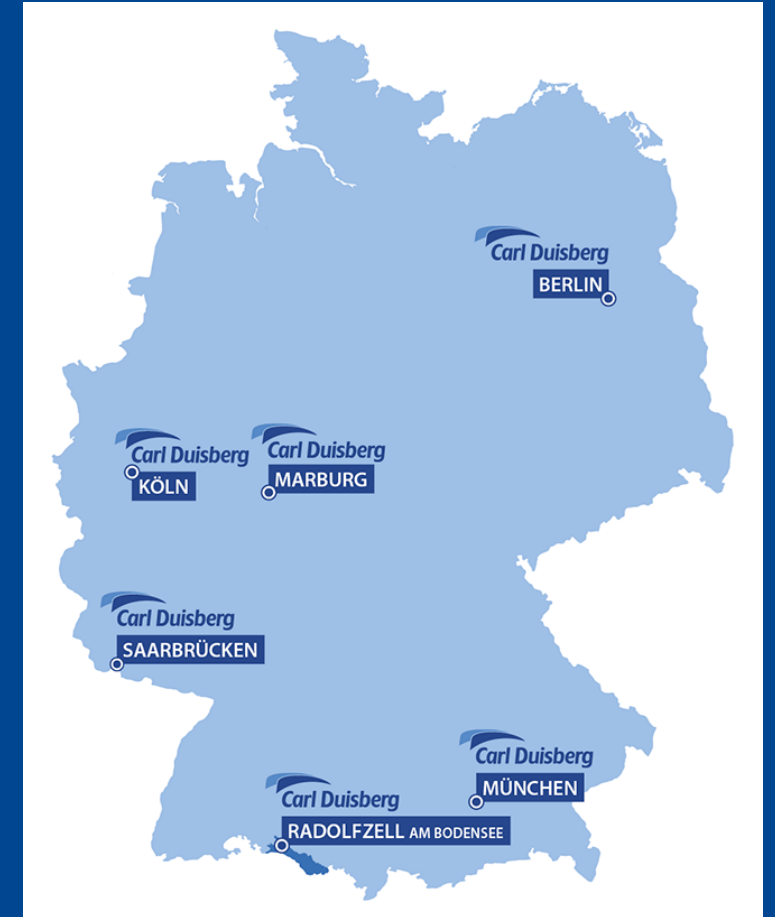 Carl Duisberg
BERLIN
Carl Duisberg
KÖLN
Carl Duisberg
MARBURG
Carl Duisberg
SAARBRÜCKEN
Carl Duisberg
MÜNCHEN
Carl Duisberg
RADOLFZELL AM BODENSEE